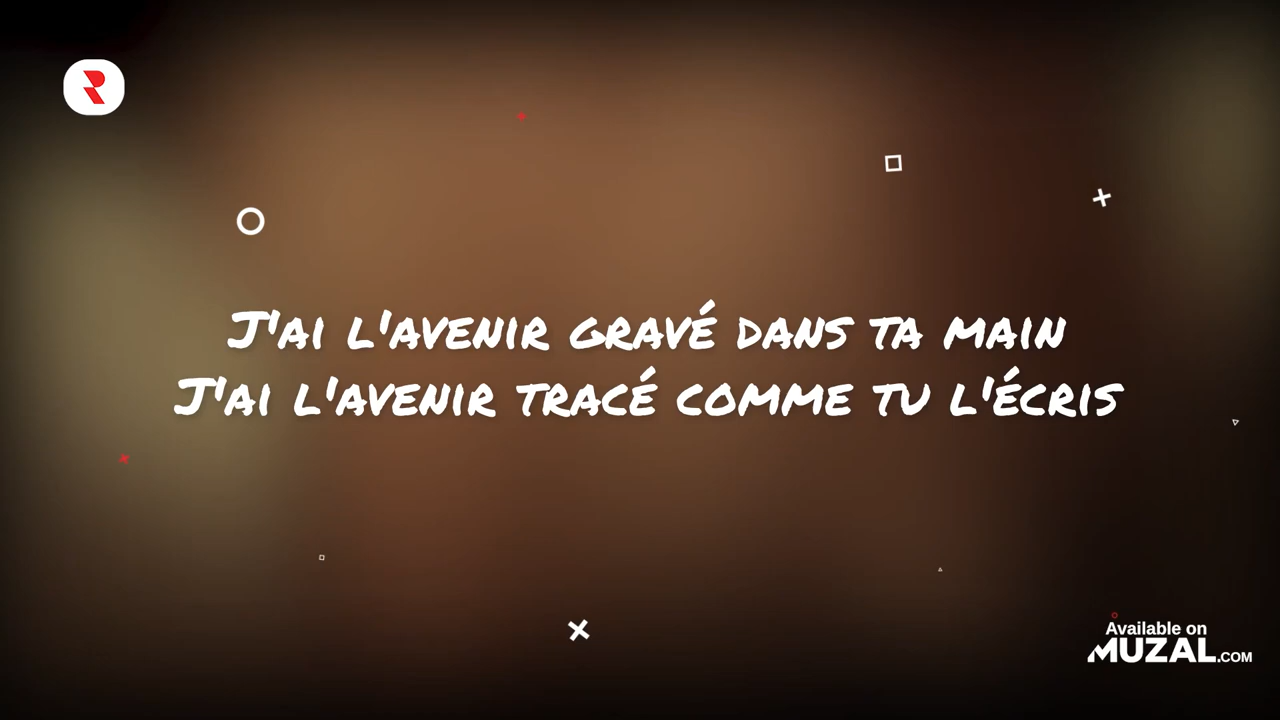 J'ai l'avenir gravé dans ta main
J'ai l'avenir tracé comme tu l'écris
Available on
MUZAL.COM